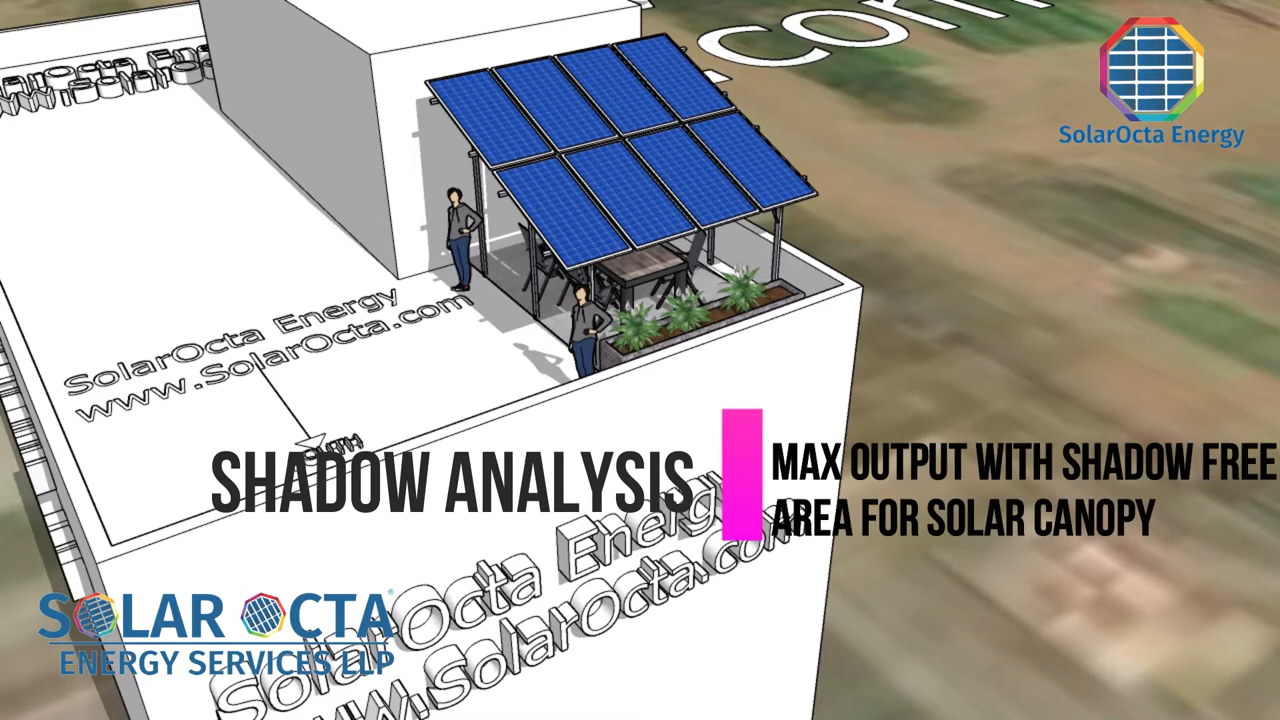 .com
SolarOcta Energy
SolarOcta Energy
www.SolarOcta.com
SHADOW ANALYSIS
MAX OUTPUT WITH SHADOW FREE
AREA FOR SOLAR CANOPY
SolarOcta Energy
www.SolarOcta.com
SOLAR OCTA®
ENERGY SERVICES LLP